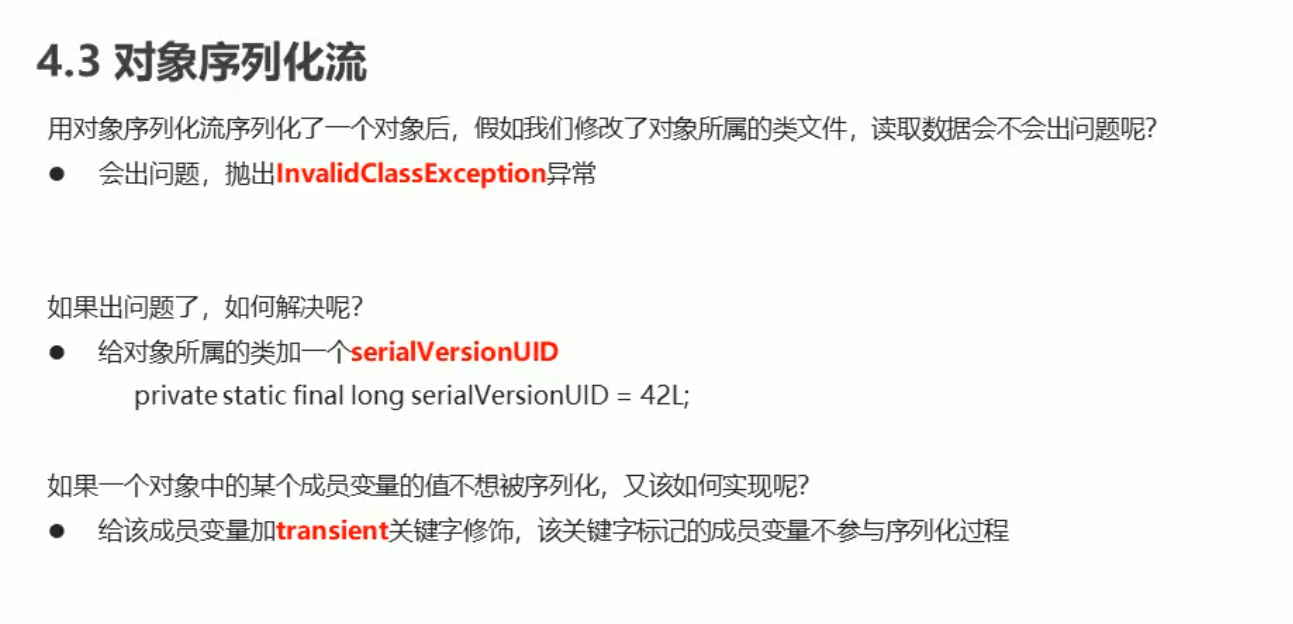 4.3 对象序列化流
用对象序列化流序列化了一个对象后，假如我们修改了对象所属的类文件，读取数据会不会出问题呢？
● 会出问题，抛出InvalidClassException异常
如果出问题了，如何解决呢？
● 给对象所属的类加一个serialVersionUID
private static final long serialVersionUID = 42L;
如果一个对象中的某个成员变量的值不想被序列化，又该如何实现呢？
● 给该成员变量加transient关键字修饰，该关键字标记的成员变量不参与序列化过程